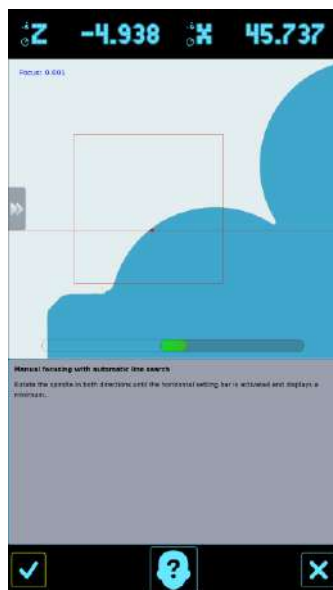 Z -4.938 X 45.737
Focus: 0.001
Manual focusing with automatic line search
Rotate the spindle in both directions until the horizontal setting bar is activated and displays a
minimum.
?